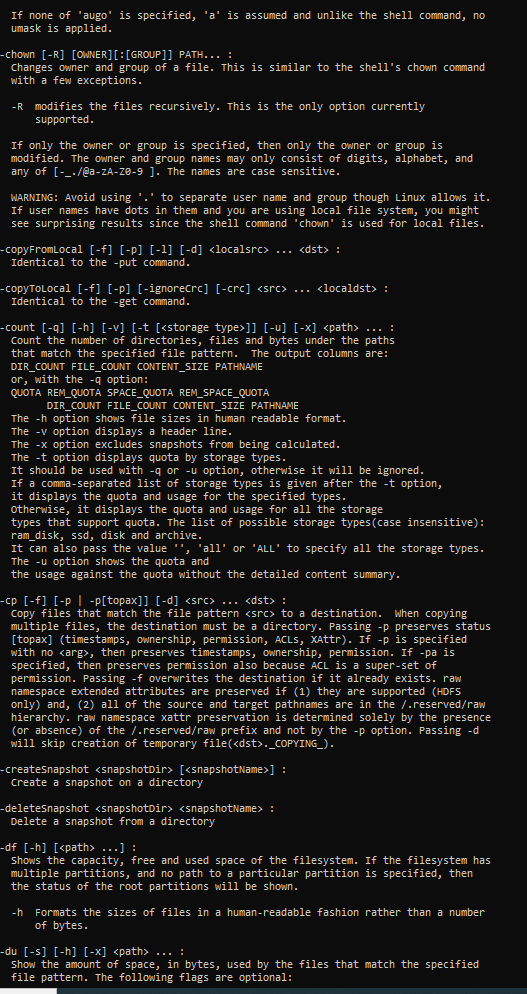 If none of 'augo' is specified, 'a' is assumed and unlike the shell command, no
umask is applied.
-chown [-R] [OWNER][:[GROUP]] PATH... :
Changes owner and group of a file. This is similar to the shell's chown command
with a few exceptions.
-R modifies the files recursively. This is the only option currently
supported.
If only the owner or group is specified, then only the owner or group is
modified. The owner and group names may only consist of digits, alphabet, and
any of [-_./@a-zA-Z0-9 ]. The names are case sensitive.
WARNING: Avoid using '.' to separate user name and group though Linux allows it.
If user names have dots in them and you are using local file system, you might
see surprising results since the shell command 'chown' is used for local files.
-copyFromLocal [-f] [-p] [-l] [-d] <localsrc> ... <dst> :
Identical to the -put command.
-copyToLocal [-f] [-p] [-ignoreCrc] [-crc] <src> ... <localdst> :
Identical to the -get command.
-count [-q] [-h] [-v] [-t [<storage type>]] [-u] [-x] <path> ... :
Count the number of directories, files and bytes under the paths
that match the specified file pattern.  The output columns are:
DIR_COUNT FILE_COUNT CONTENT_SIZE PATHNAME
or, with the -q option:
QUOTA REM_QUOTA SPACE_QUOTA REM_SPACE_QUOTA
DIR_COUNT FILE_COUNT CONTENT_SIZE PATHNAME
The -h option shows file sizes in human readable format.
The -v option displays a header line.
The -x option excludes snapshots from being calculated.
The -t option displays quota by storage types.
It should be used with -q or -u option, otherwise it will be ignored.
If a comma-separated list of storage types is given after the -t option,
it displays the quota and usage for the specified types.
Otherwise, it displays the quota and usage for all the storage
types that support quota. The list of possible storage types(case insensitive):
ram_disk, ssd, disk and archive.
It can also pass the value '', 'all' or 'ALL' to specify all the storage types.
The -u option shows the quota and
the usage against the quota without the detailed content summary.
-cp [-f] [-p | -p[topax]] [-d] <src> ... <dst> :
Copy files that match the file pattern <src> to a destination.  When copying
multiple files, the destination must be a directory. Passing -p preserves status
[topax] (timestamps, ownership, permission, ACLs, XAttr). If -p is specified
with no <arg>, then preserves timestamps, ownership, permission. If -pa is
specified, then preserves permission also because ACL is a super-set of
permission. Passing -f overwrites the destination if it already exists. raw
namespace extended attributes are preserved if (1) they are supported (HDFS
only) and, (2) all of the source and target pathnames are in the /.reserved/raw
hierarchy. raw namespace xattr preservation is determined solely by the presence
(or absence) of the /.reserved/raw prefix and not by the -p option. Passing -d
will skip creation of temporary file(<dst>._COPYING_).
-createSnapshot <snapshotDir> [<snapshotName>] :
Create a snapshot on a directory
-deleteSnapshot <snapshotDir> <snapshotName> :
Delete a snapshot from a directory
-df [-h] [<path> ...] :
Shows the capacity, free and used space of the filesystem. If the filesystem has
multiple partitions, and no path to a particular partition is specified, then
the status of the root partitions will be shown.
-h Formats the sizes of files in a human-readable fashion rather than a number
of bytes.
-du [-s] [-h] [-x] <path> ... :
Show the amount of space, in bytes, used by the files that match the specified
file pattern. The following flags are optional: